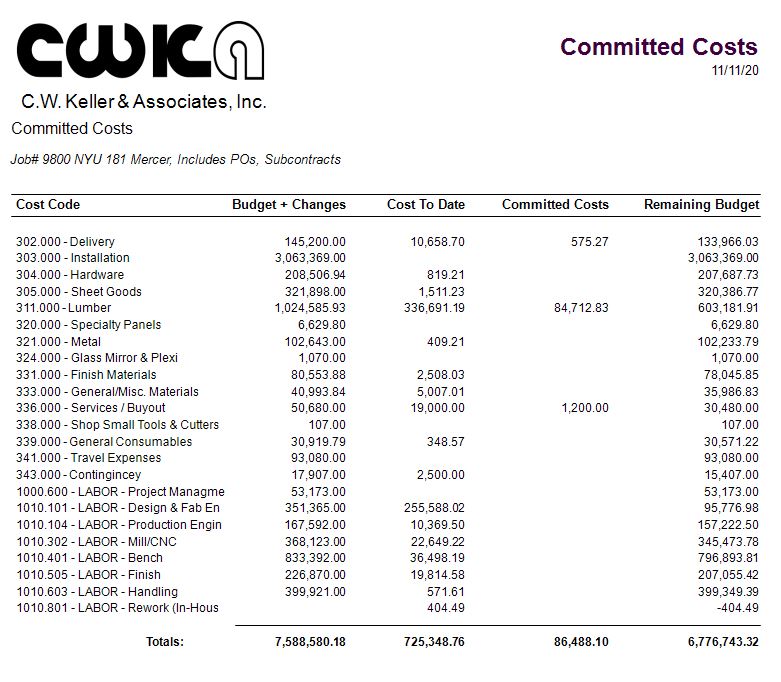 CWKA
C.W. Keller & Associates, Inc.
Committed Costs
11/11/20
Committed Costs
Job# 9800 NYU 181 Mercer, Includes POs, Subcontracts
Cost Code Budget + Changes Cost To Date Committed Costs Remaining Budget
302.000 - Delivery 145,200.00 10,658.70 575.27 133,966.03
303.000 - Installation 3,063,369.00 3,063,369.00
304.000 - Hardware 208,506.94 819.21 207,687.73
305.000 - Sheet Goods 321,898.00 1,511.23 320,386.77
311.000 - Lumber 1,024,585.93 336,691.19 84,712.83 603,181.91
320.000 - Specialty Panels 6,629.80 6,629.80
321.000 - Metal 102,643.00 409.21 102,233.79
324.000 - Glass Mirror & Plexi 1,070.00 1,070.00
331.000 - Finish Materials 80,553.88 2,508.03 78,045.85
333.000 - General/Misc. Materials 40,993.84 5,007.01 35,986.83
336.000 - Services / Buyout 50,680.00 19,000.00 1,200.00 30,480.00
338.000 - Shop Small Tools & Cutters 107.00 107.00
339.000 - General Consumables 30,919.79 348.57 30,571.22
341.000 - Travel Expenses 93,080.00 93,080.00
343.000 - Contingincey 17,907.00 2,500.00 15,407.00
1000.600 - LABOR - Project Managme 53,173.00 53,173.00
1010.101 - LABOR - Design & Fab En 351,365.00 255,588.02 95,776.98
1010.104 - LABOR - Production Engin 167,592.00 10,369.50 157,222.50
1010.302 - LABOR - Mill/CNC 368,123.00 22,649.22 345,473.78
1010.401 - LABOR - Bench 833,392.00 36,498.19 796,893.81
1010.505 - LABOR - Finish 226,870.00 19,814.58 207,055.42
1010.603 - LABOR - Handling 399,921.00 571.61 399,349.39
1010.801 - LABOR - Rework (In-Hous 404.49 -404.49
Totals: 7,588,580.18 725,348.76 86,488.10 6,776,743.32